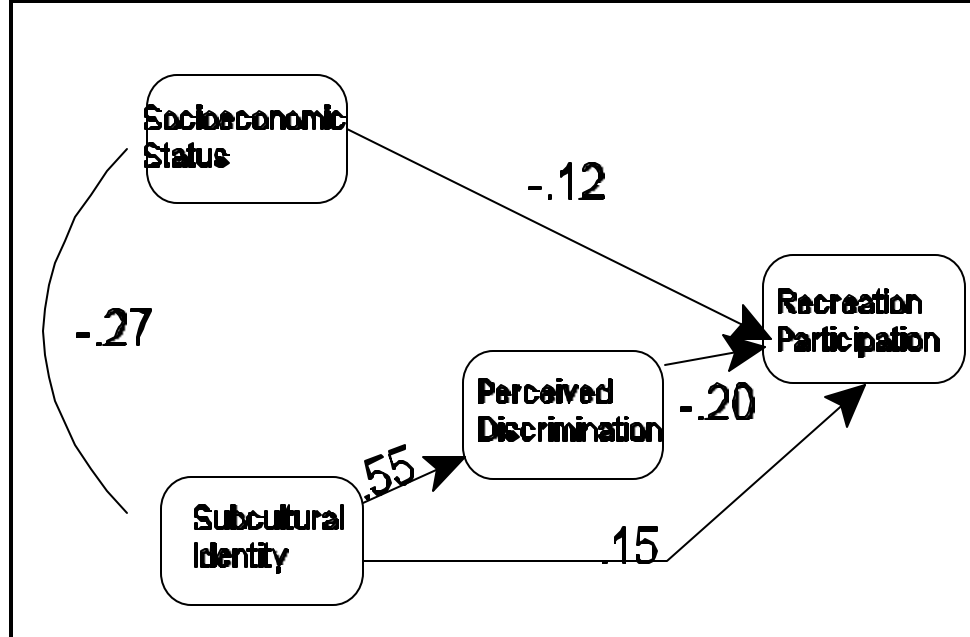 Socioeconomic
Status
-.12
Recreation
Participation
-.27
Perceived
Discrimination
-.20
.55
Subcultural
Identity
.15